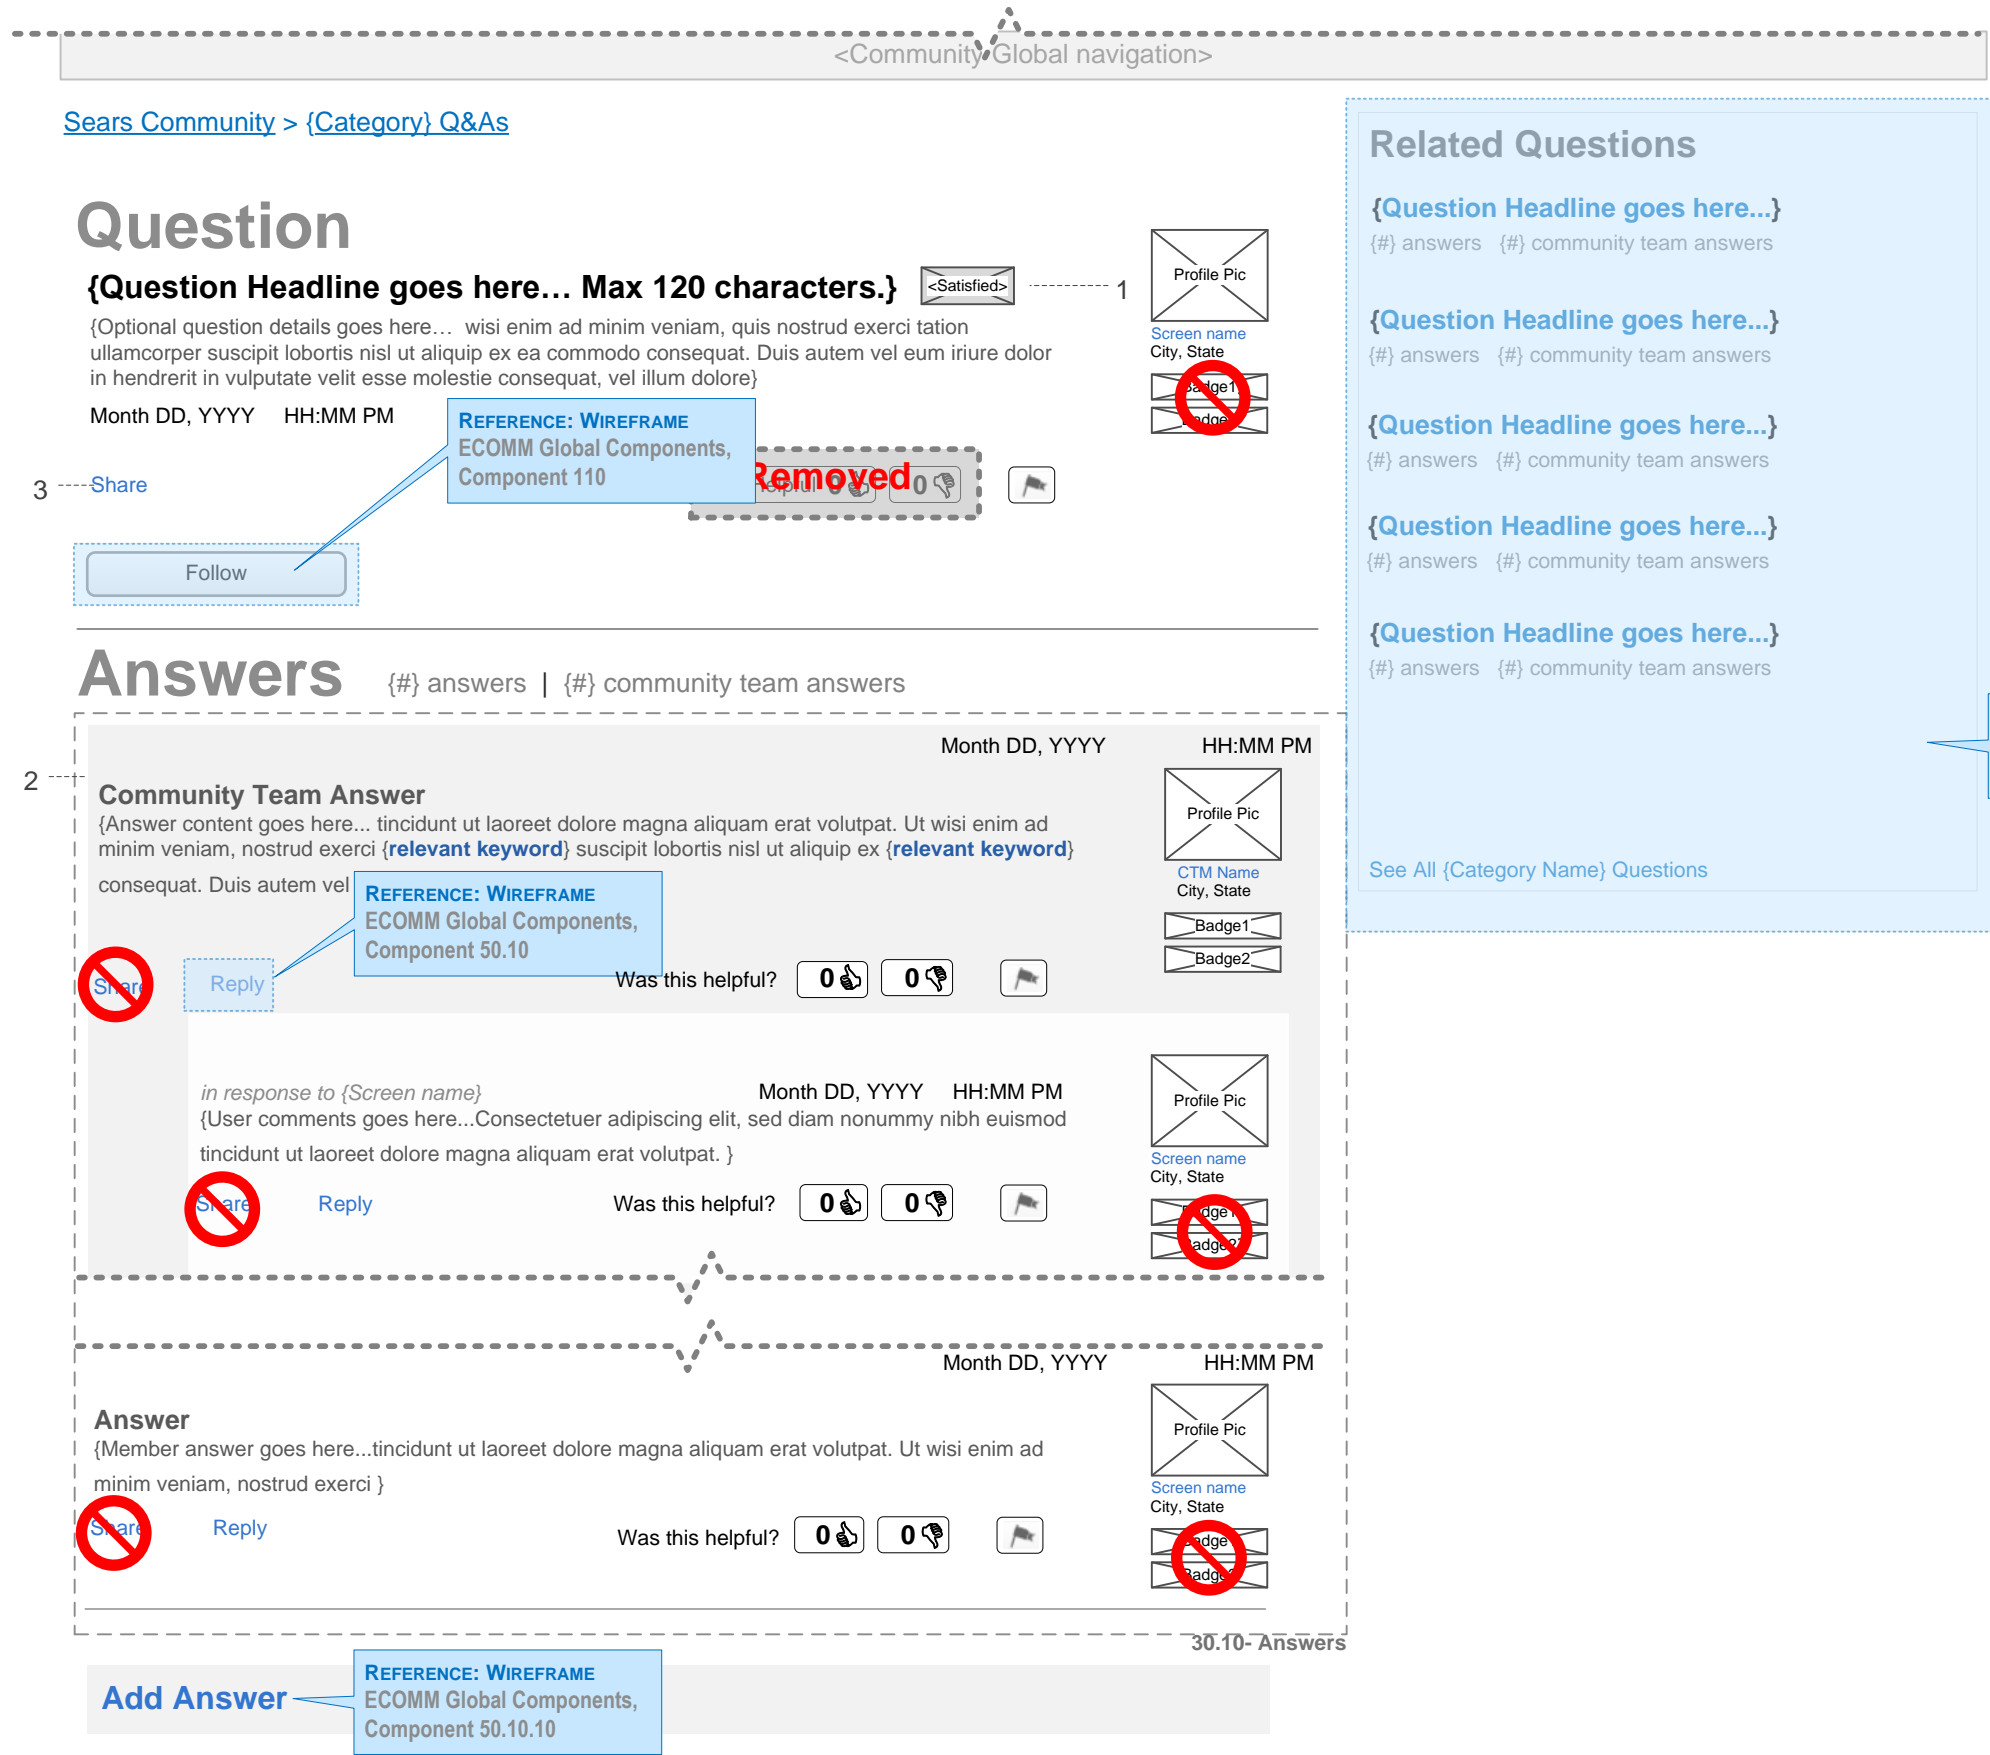 <Community Global navigation>
Sears Community > {Category} Q&As
Question
{Question Headline goes here… Max 120 characters.}
<Satisfied>
1
{Optional question details goes here… wisi enim ad minim veniam, quis nostrud exerci tation
ullamcorper suscipit lobortis nisl ut aliquip ex ea commodo consequat. Duis autem vel eum iriure dolor
in hendrerit in vulputate velit esse molestie consequat, vel illum dolore}
Month DD, YYYY HH:MM PM
Profile Pic
Screen name
City, State
Badge1
REFERENCE: WIREFRAME
ECOMM Global Components,
Component 110
3
Share
Removed
0 0
Follow
Answers
{#} answers | {#} community team answers
2
Month DD, YYYY HH:MM PM
Community Team Answer
{Answer content goes here... tincidunt ut laoreet dolore magna aliquam erat volutpat. Ut wisi enim ad
minim veniam, nostrud exerci {relevant keyword} suscipit lobortis nisl ut aliquip ex {relevant keyword}
consequat. Duis autem vel
Profile Pic
CTM Name
City, State
Badge1
Badge2
REFERENCE: WIREFRAME
ECOMM Global Components,
Component 50.10
Share
Reply
Was this helpful? 0 0
in response to {Screen name}
Month DD, YYYY HH:MM PM
{User comments goes here...Consectetuer adipiscing elit, sed diam nonummy nibh euismod
tincidunt ut laoreet dolore magna aliquam erat volutpat. }
Share
Reply
Was this helpful? 0 0
Profile Pic
Screen name
City, State
Badge1
Badge2
Month DD, YYYY HH:MM PM
Answer
{Member answer goes here...tincidunt ut laoreet dolore magna aliquam erat volutpat. Ut wisi enim ad
minim veniam, nostrud exerci }
Share
Reply
Was this helpful? 0 0
Profile Pic
Screen name
City, State
Badge
30.10- Answers
Add Answer
REFERENCE: WIREFRAME
ECOMM Global Components,
Component 50.10.10
Related Questions
{Question Headline goes here...}
{#} answers {#} community team answers
{Question Headline goes here...}
{#} answers {#} community team answers
{Question Headline goes here...}
{#} answers {#} community team answers
{Question Headline goes here...}
{#} answers {#} community team answers
{Question Headline goes here...}
{#} answers {#} community team answers
See All {Category Name} Questions